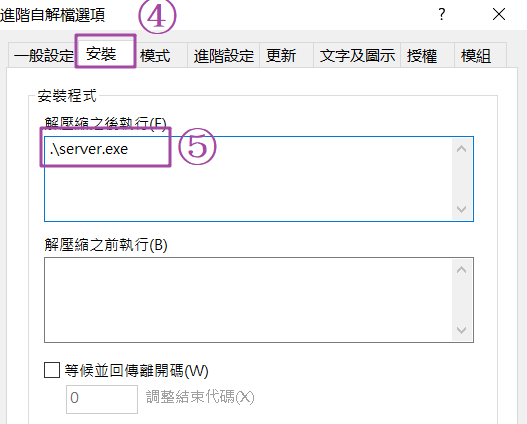 進階自解檔選項 ④ ?
一般設定 安裝 模式 進階設定 更新 文字及圖示 授權 模組
安裝程式
解壓縮之後執行(F)
.\server.exe ⑤
解壓縮之前執行(B)
等候並回傳離開碼(W)
0 調整結束代碼(X)